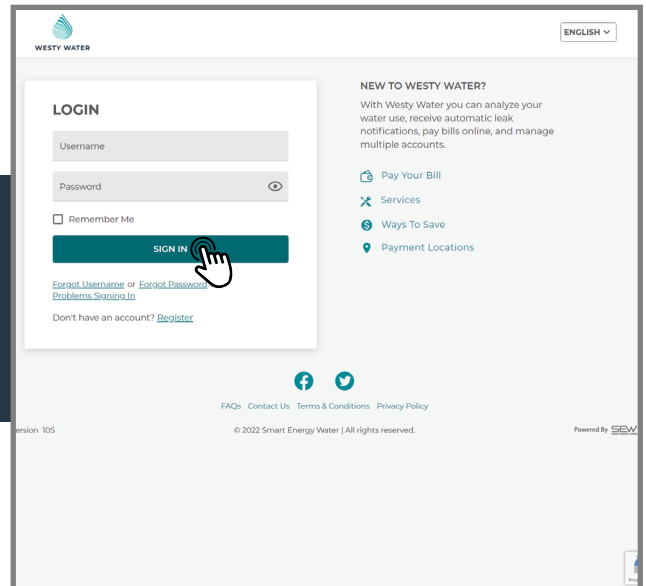 WESTY WATER
ENGLISH
LOGIN
Username
Password
Remember Me
SIGN IN
Forgot Username or Forgot Password
Problems Signing In
Don't have an account? Register
NEW TO WESTY WATER?
With Westy Water you can analyze your
water use, receive automatic leak
notifications, pay bills online, and manage
multiple accounts.
Pay Your Bill
Services
Ways To Save
Payment Locations
FAQs Contact Us Terms & Conditions Privacy Policy
ersion 10S
© 2022 Smart Energy Water | All rights reserved.
Powered By SEW